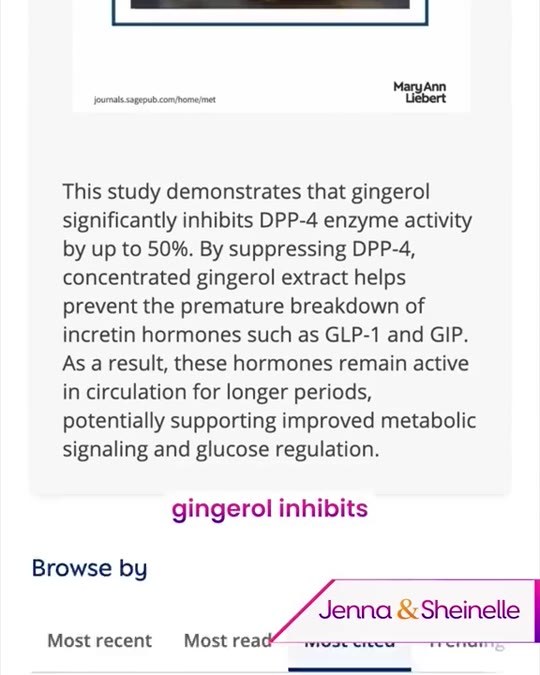 journals.sagepub.com/home/met
MaryAnn
Liebert
This study demonstrates that gingerol
significantly inhibits DPP-4 enzyme activity
by up to 50%. By suppressing DPP-4,
concentrated gingerol extract helps
prevent the premature breakdown of
incretin hormones such as GLP-1 and GIP.
As a result, these hormones remain active
in circulation for longer periods,
potentially supporting improved metabolic
signaling and glucose regulation.
gingerol inhibits
Browse by
Jenna & Sheinelle
Most recent Most read Most cited Trending